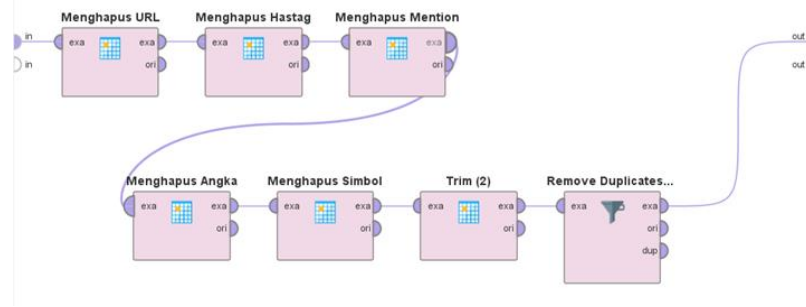 Menghapus URL Menghapus Hastag Menghapus Mention
in exa exa exa exa exa exa out
in ori ori ori out
Menghapus Angka Menghapus Simbol Trim (2) Remove Duplicates...
exa exa exa exa exa exa exa exa
ori ori ori ori
dup